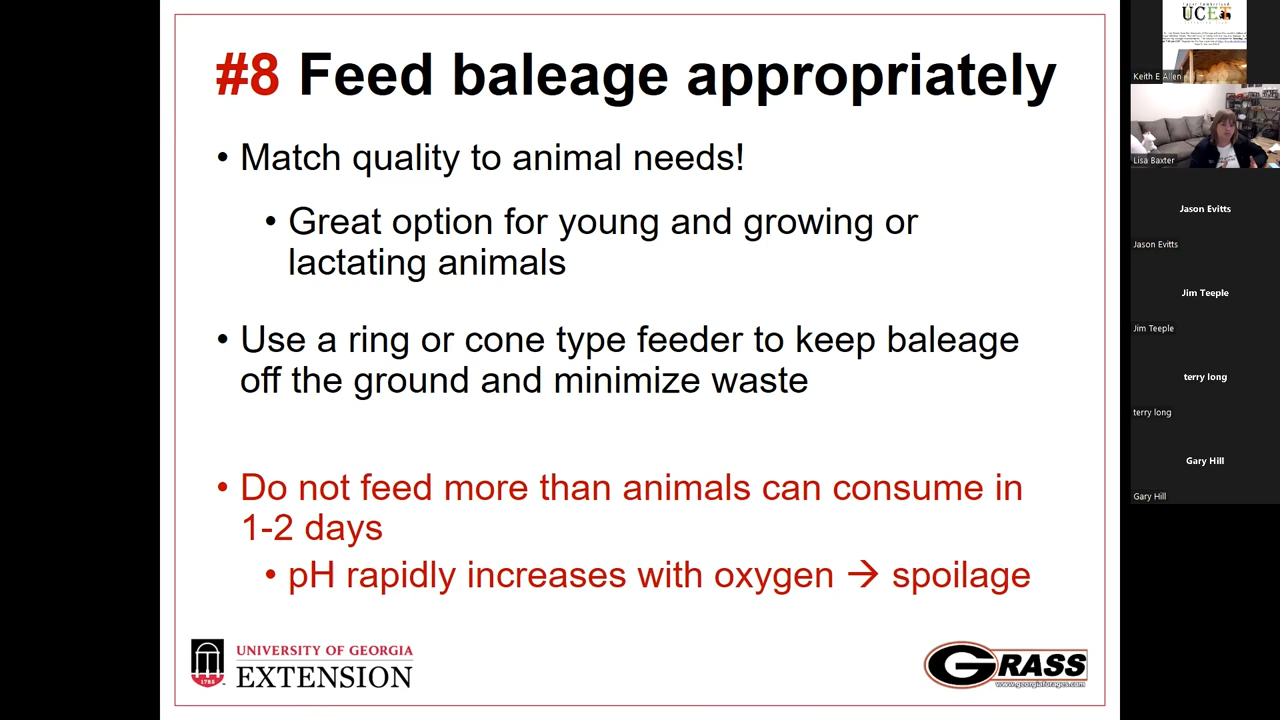 #8 Feed baleage appropriately
• Match quality to animal needs!
• Great option for young and growing or
lactating animals
• Use a ring or cone type feeder to keep baleage
off the ground and minimize waste
• Do not feed more than animals can consume in
1-2 days
• pH rapidly increases with oxygen → spoilage
UNIVERSITY OF GEORGIA
EXTENSION
1785
GRASS
www.georgiaforages.com
UCET
Keith E Allen
Lisa Baxter
Jason Evitts
Jason Evitts
Jim Teeple
Jim Teeple
terry long
terry long
Gary Hill
Gary Hill